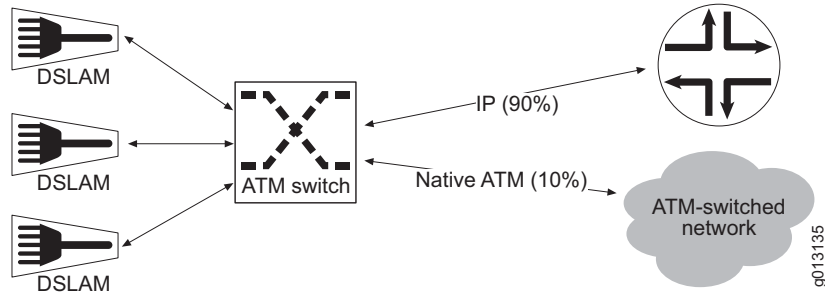 DSLAM
DSLAM
DSLAM
ATM switch
IP (90%)
Native ATM (10%)
ATM-switched
network
g013135